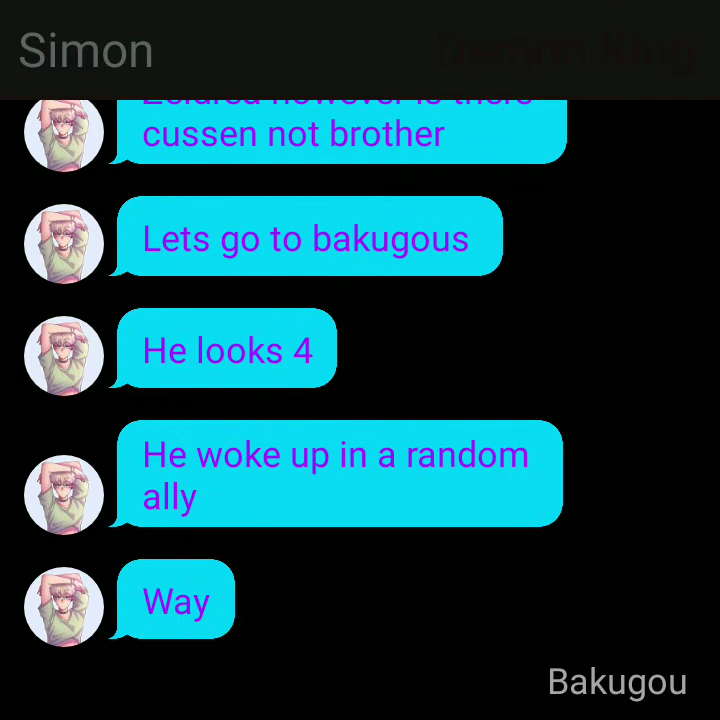 Simon
cussen not brother
Lets go to bakugous
He looks 4
He woke up in a random
ally
Way
Bakugou